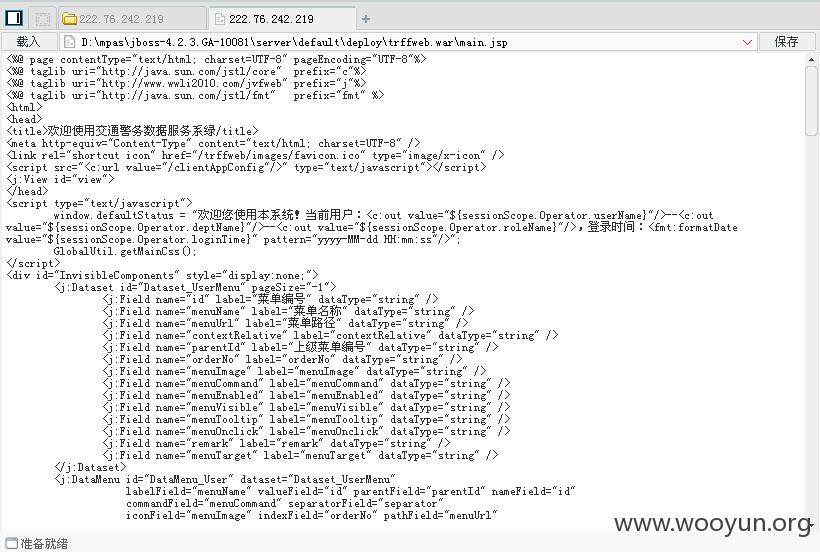 222.76.242.219
222.76.242.219
载入
D:\mpas\jboss-4.2.3.GA-10081\server\default\deploy\trffweb.war\main.jsp
保存
<%@ page contentType="text/html; charset=UTF-8" pageEncoding="UTF-8"%>
<%@ taglib uri="http://java.sun.com/jstl/core"  prefix="c"%>
<%@ taglib uri="http://www.wwli2010.com/jvfweb" prefix="j"%>
<%@ taglib uri="http://java.sun.com/jstl/fmt"   prefix="fmt" %>
<html>
<head>
<title>欢迎使用交通警务数据服务系绿/title>
<meta http-equiv="Content-Type" content="text/html; charset=UTF-8" />
<link rel="shortcut icon" href="/trffweb/images/favicon.ico" type="image/x-icon" />
<script src="<c:url value="/clientAppConfig"/>" type="text/javascript"></script>
<j:View id="view">
</head>
<script type="text/javascript">
window.defaultStatus = "欢迎您使用本系统！当前用户：<c:out value="${sessionScope.Operator.userName}"/>--<c:out
value="${sessionScope.Operator.deptName}"/>--<c:out value="${sessionScope.Operator.roleName}"/>，登录时间：<fmt:formatDate
value="${sessionScope.Operator.loginTime}" pattern="yyyy-MM-dd HH:mm:ss"/>";
GlobalUtil.getMainCss();
</script>
<div id="InvisibleComponents" style="display:none;">
<j:Dataset id="Dataset_UserMenu" pageSize="-1">
<j:Field name="id" label="菜单编号" dataType="string" />
<j:Field name="menuName" label="菜单名称" dataType="string" />
<j:Field name="menuUrl" label="菜单路径" dataType="string" />
<j:Field name="contextRelative" label="contextRelative" dataType="string" />
<j:Field name="parentId" label="上级菜单编号" dataType="string" />
<j:Field name="orderNo" label="orderNo" dataType="string" />
<j:Field name="menuImage" label="menuImage" dataType="string" />
<j:Field name="menuCommand" label="menuCommand" dataType="string" />
<j:Field name="menuEnabled" label="menuEnabled" dataType="string" />
<j:Field name="menuVisible" label="menuVisible" dataType="string" />
<j:Field name="menuTooltip" label="menuTooltip" dataType="string" />
<j:Field name="menuOnclick" label="menuOnclick" dataType="string" />
<j:Field name="remark" label="remark" dataType="string" />
<j:Field name="menuTarget" label="menuTarget" dataType="string" />
</j:Dataset>
<j:DataMenu id="DataMenu_User" dataset="Dataset_UserMenu"
labelField="menuName" valueField="id" parentField="parentId" nameField="id"
commandField="menuCommand" separatorField="separator"
iconField="menuImage" indexField="orderNo" pathField="menuUrl"
www.wooyun.org
准备就绪